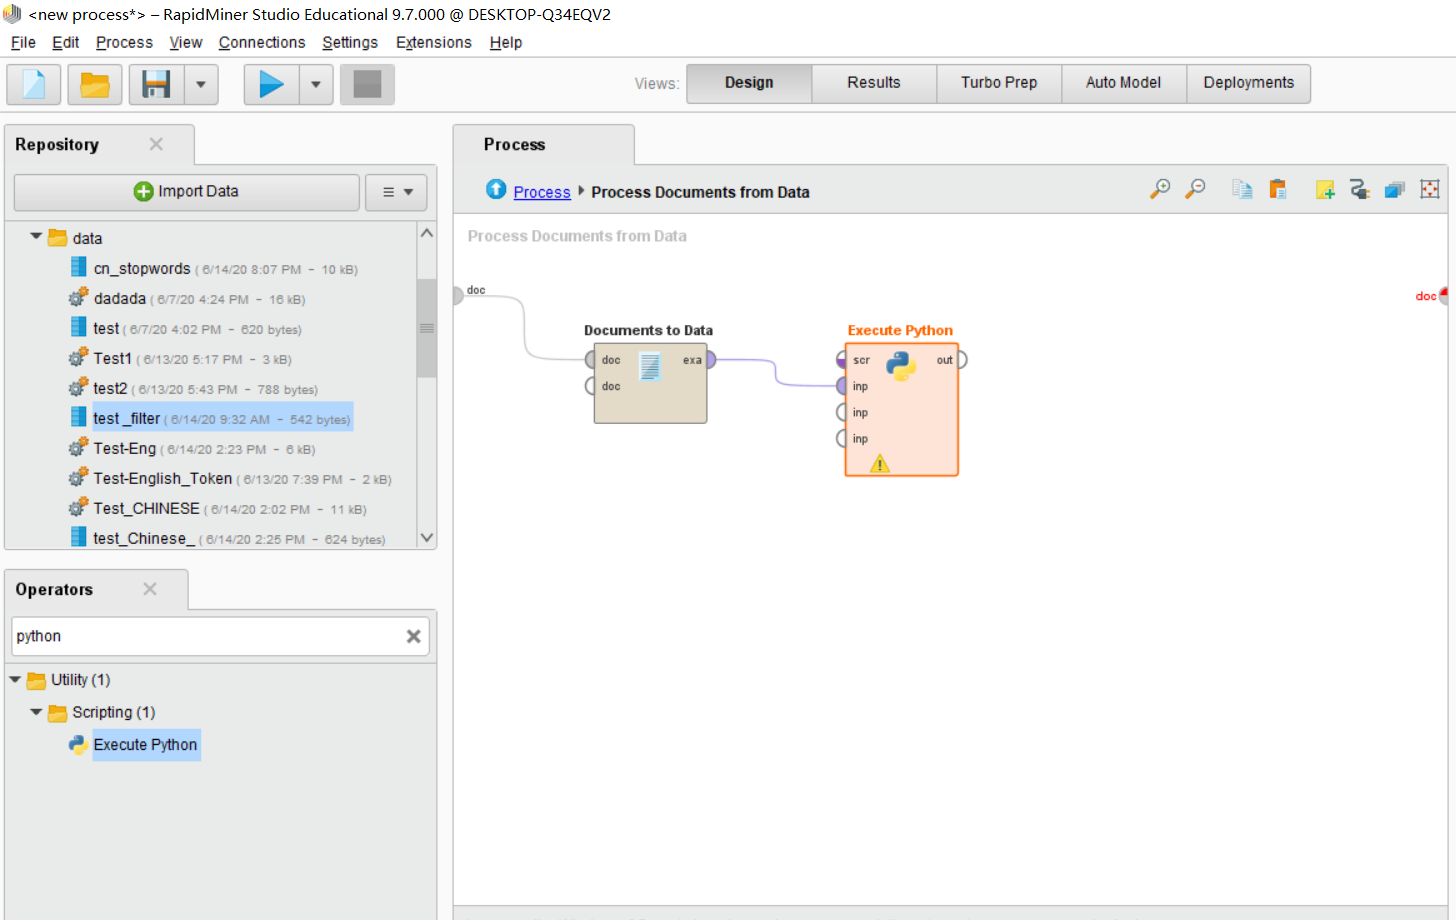 <new process*> – RapidMiner Studio Educational 9.7.000 @ DESKTOP-Q34EQV2
File Edit Process View Connections Settings Extensions Help
Views: Design Results Turbo Prep Auto Model Deployments
Repository
Import Data
data
cn_stopwords ( 6/14/20 8:07 PM – 10 kB)
dadada ( 6/7/20 4:24 PM – 16 kB)
test ( 6/7/20 4:02 PM – 620 bytes)
Test1 ( 6/13/20 5:17 PM – 3 kB)
test2 ( 6/13/20 5:43 PM – 788 bytes)
test _filter ( 6/14/20 9:32 AM – 542 bytes)
Test-Eng ( 6/14/20 2:23 PM – 6 kB)
Test-English_Token ( 6/13/20 7:39 PM – 2 kB)
Test_CHINESE ( 6/14/20 2:02 PM – 11 kB)
test_Chinese_ ( 6/14/20 2:25 PM – 624 bytes)
Operators
python
Utility (1)
Scripting (1)
Execute Python
Process
Process Process Documents from Data
Process Documents from Data
doc
doc
Documents to Data
doc exa
doc
Execute Python
scr out
inp
inp
inp